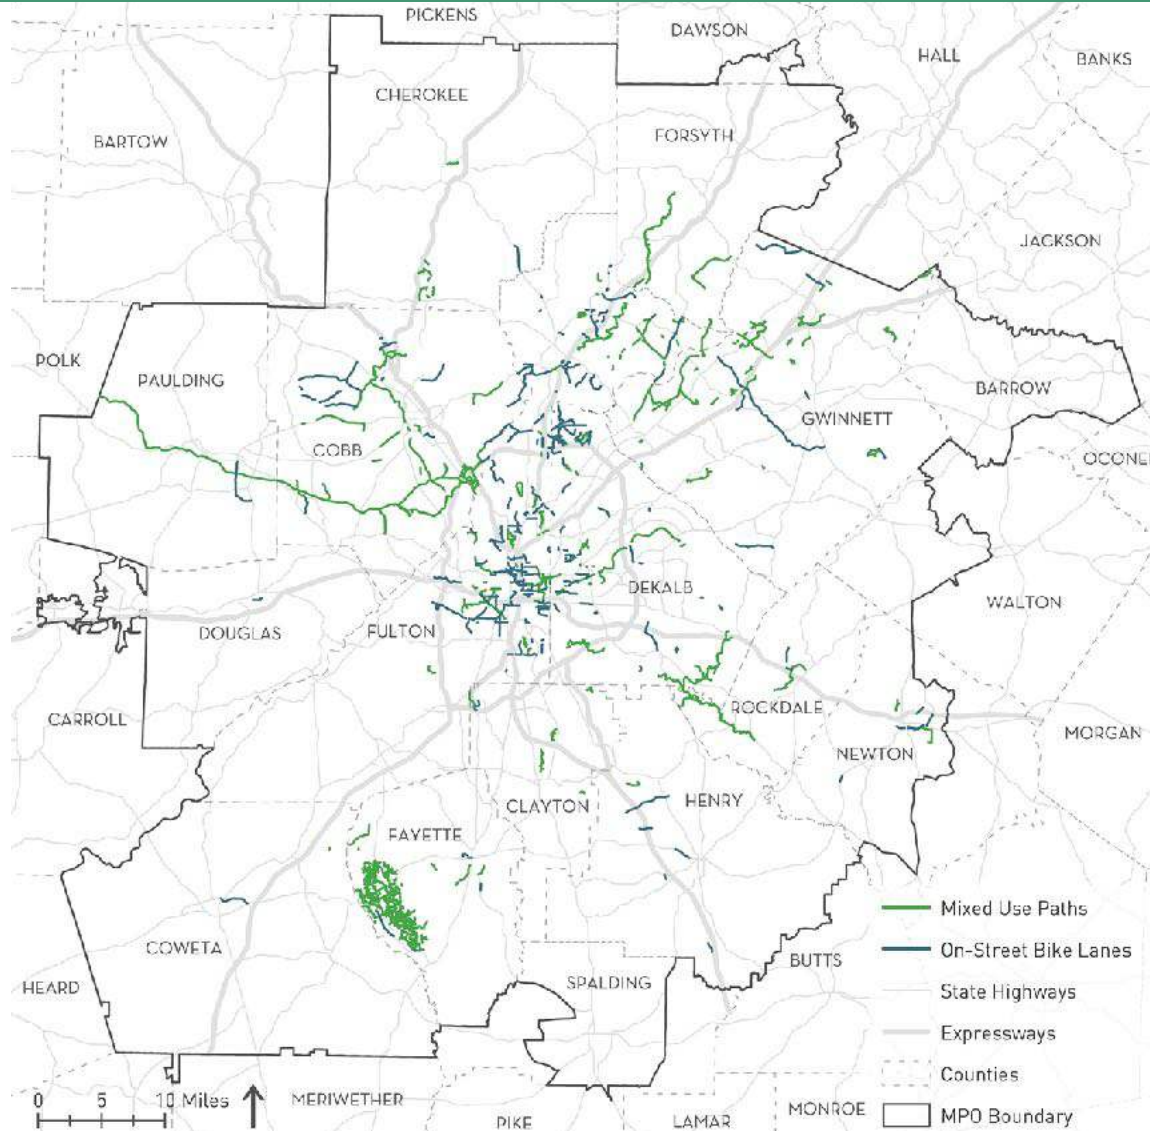 PICKENS
DAWSON
HALL
BANKS
CHEROKEE
BARTOW
FORSYTH
JACKSON
POLK
PAULDING
BARROW
GWINNETT
COBB
OCONE
DEKALB
WALTON
DOUGLAS
FULTON
CARROLL
ROCKDALE
MORGAN
NEWTON
CLAYTON
HENRY
FAYETTE
COWETA
BUTTS
HEARD
SPALDING
MERIWETHER
PIKE
LAMAR
MONROE
Mixed Use Paths
On-Street Bike Lanes
State Highways
Expressways
Counties
MPO Boundary
0 5 10 Miles